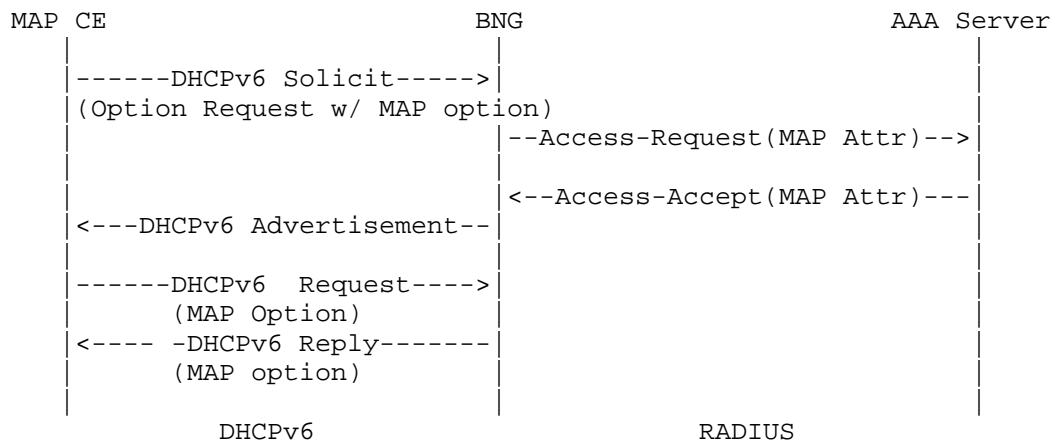 MAP CE BNG AAA Server
------DHCPv6 Solicit----->
(Option Request w/ MAP option)
--Access-Request(MAP Attr)-->
<--Access-Accept(MAP Attr)---
<---DHCPv6 Advertisement--
------DHCPv6  Request---->
(MAP Option)
<---- -DHCPv6 Reply-------
(MAP option)
DHCPv6 RADIUS